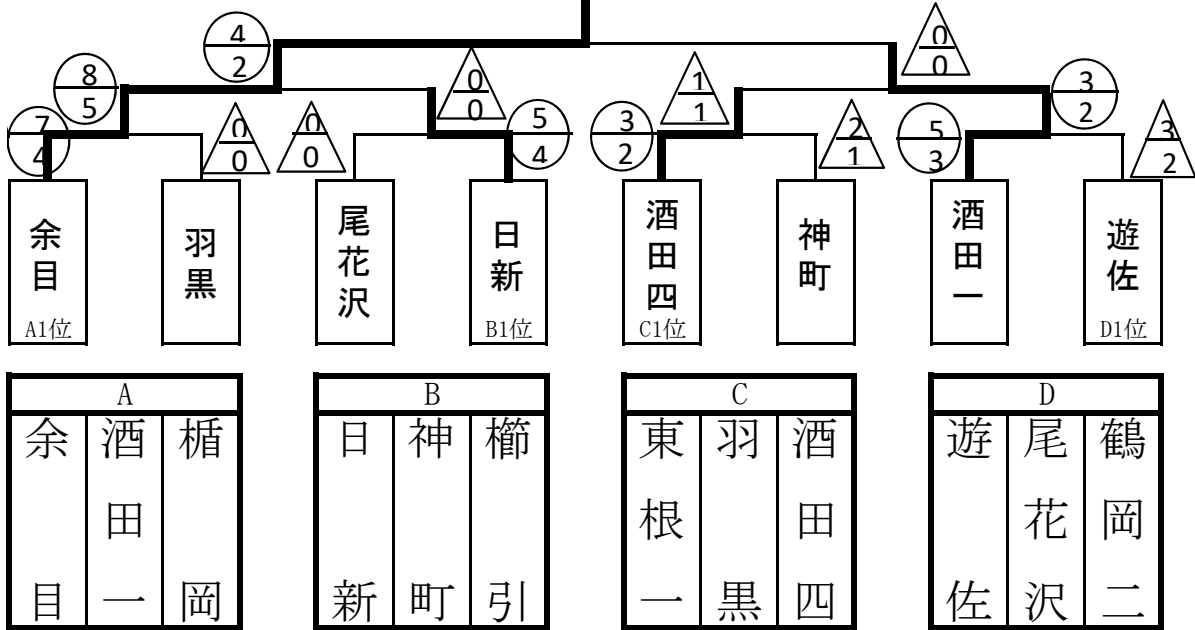 4
2
0
0
8
5
0
0
1
1
3
2
7
4
0
0
0
0
5
4
3
2
2
1
5
3
3
2
余目
A1位
羽黒
尾花沢
日新
B1位
酒田四
C1位
神町
酒田一
遊佐
D1位
A
余目
酒田一
楯岡
B
日新
神町
櫛引
C
東根一
羽黒
酒田四
D
遊佐
尾花沢
鶴岡二